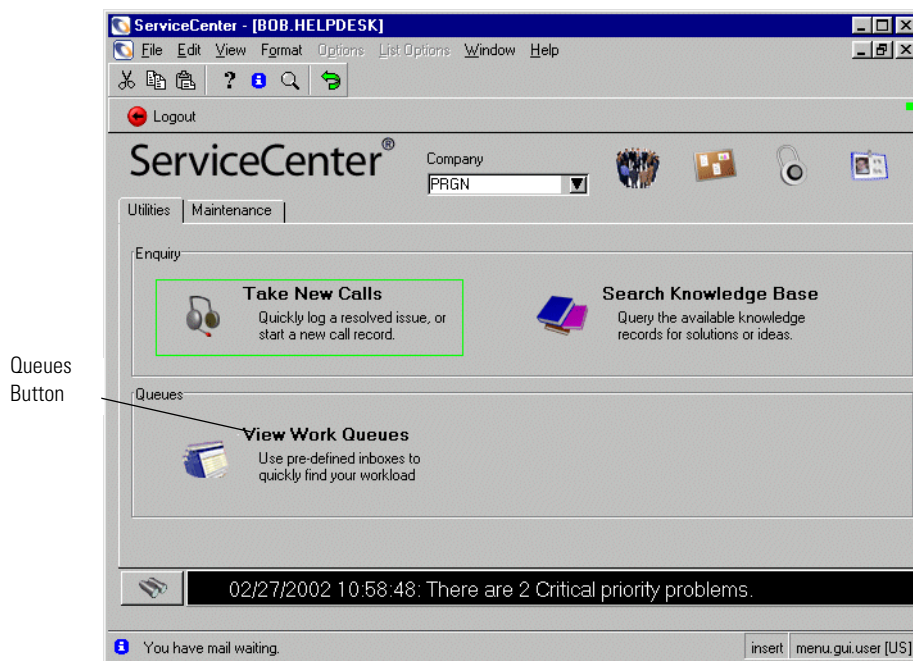 ServiceCenter - [BOB.HELPDESK]
File Edit View Format Options List Options Window Help
?
Logout
ServiceCenter®
Company
PRGN
Utilities
Maintenance
Enquiry
Take New Calls
Quickly log a resolved issue, or
start a new call record.
Search Knowledge Base
Query the available knowledge
records for solutions or ideas.
Queues
Button
Queues
View Work Queues
Use pre-defined inboxes to
quickly find your workload
02/27/2002 10:58:48: There are 2 Critical priority problems.
You have mail waiting.
insert
menu.gui.user [US]